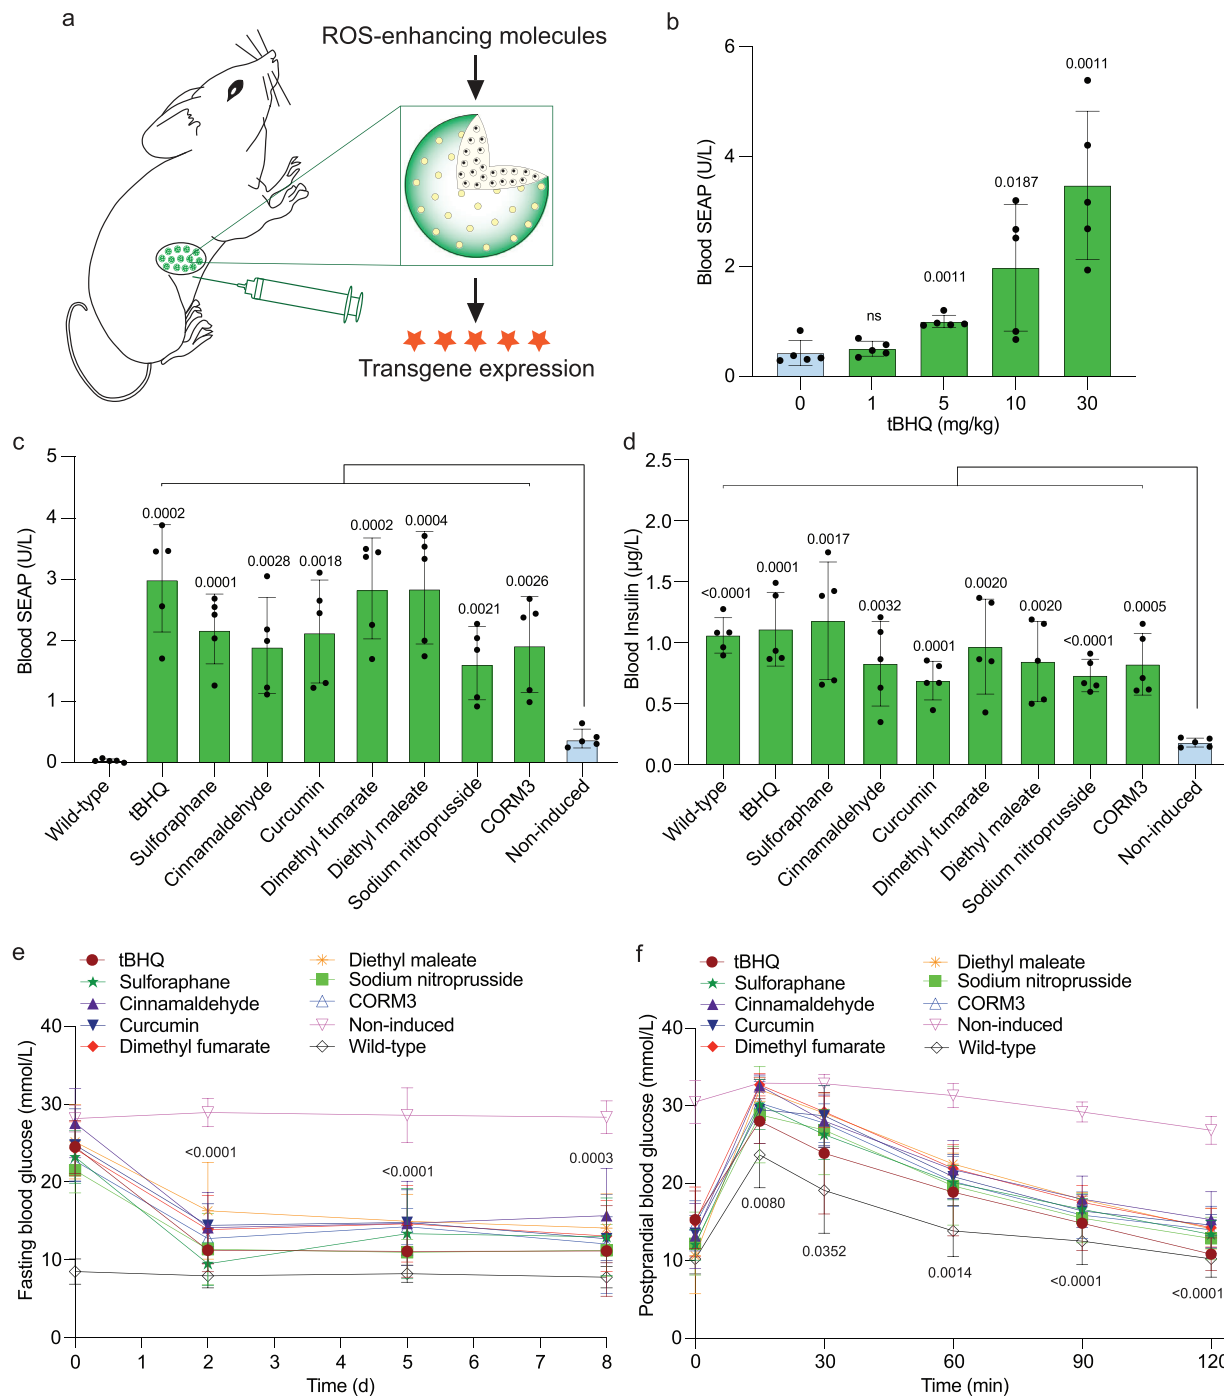 a
ROS-enhancing molecules
Transgene expression
b
Blood SEAP (U/L)
6
4
2
0
ns
0.0011
0.0187
0.0011
0 1 5 10 30
tBHQ (mg/kg)
c
Blood SEAP (U/L)
5
4
3
2
1
0
0.0002
0.0001
0.0028
0.0018
0.0002
0.0004
0.0021
0.0026
Wild-type
tBHQ
Sulforaphane
Cinnamaldehyde
Curcumin
Dimethyl fumarate
Diethyl maleate
Sodium nitroprusside
CORM3
Non-induced
d
Blood Insulin (µg/L)
2.5
2.0
1.5
1.0
0.5
0.0
<0.0001
0.0001
0.0017
0.0032
0.0001
0.0020
0.0020
<0.0001
0.0005
Wild-type
tBHQ
Sulforaphane
Cinnamaldehyde
Curcumin
Dimethyl fumarate
Diethyl maleate
Sodium nitroprusside
CORM3
Non-induced
e
tBHQ
Sulforaphane
Cinnamaldehyde
Curcumin
Dimethyl fumarate
Diethyl maleate
Sodium nitroprusside
CORM3
Non-induced
Wild-type
Fasting blood glucose (mmol/L)
40
30
20
10
0
<0.0001
<0.0001
0.0003
0 1 2 3 4 5 6 7 8
Time (d)
f
tBHQ
Sulforaphane
Cinnamaldehyde
Curcumin
Dimethyl fumarate
Diethyl maleate
Sodium nitroprusside
CORM3
Non-induced
Wild-type
Postprandial blood glucose (mmol/L)
40
30
20
10
0
0.0080
0.0352
0.0014
<0.0001
<0.0001
0 30 60 90 120
Time (min)